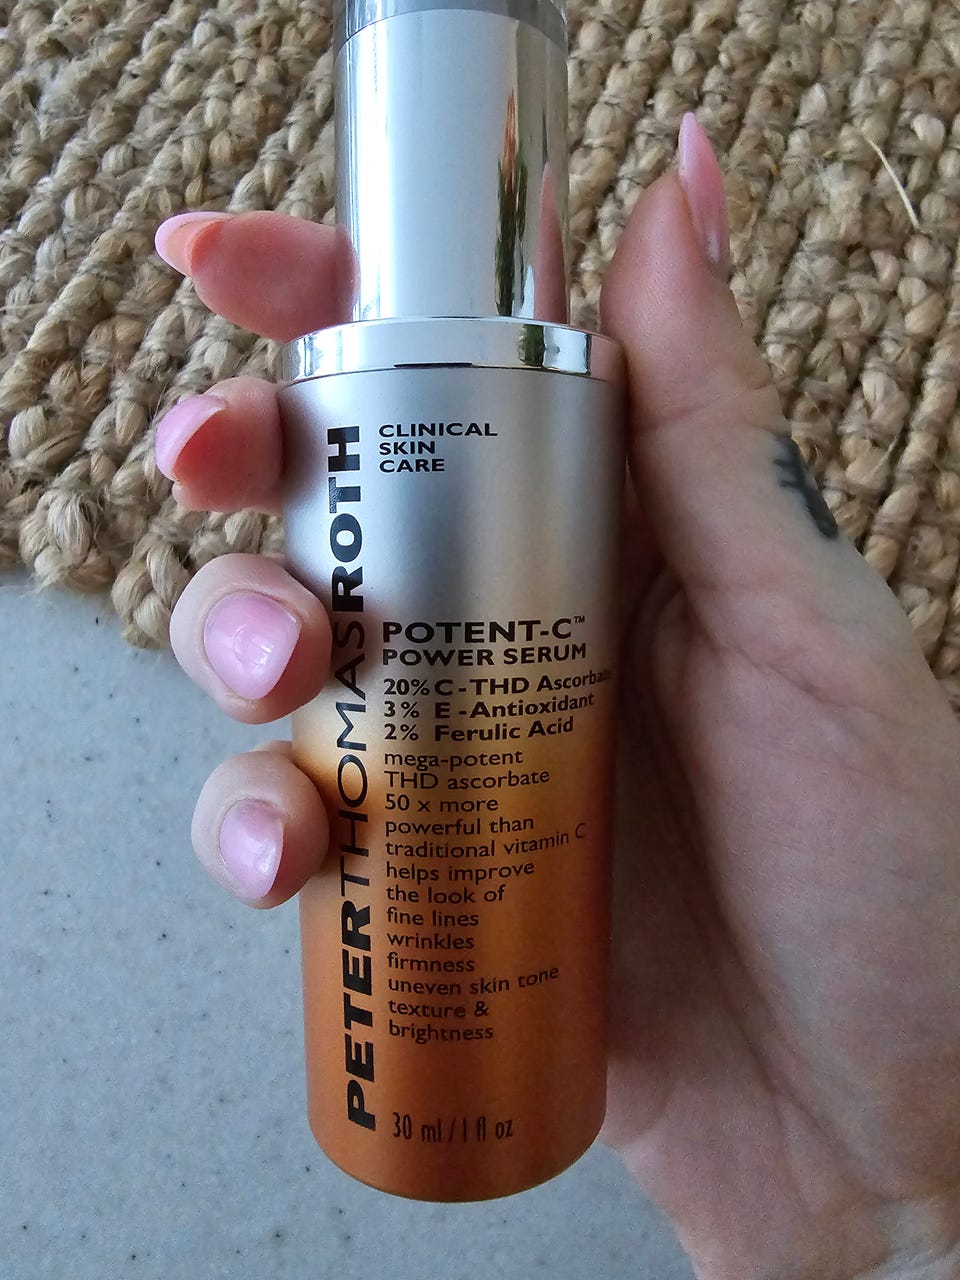 PETERTHOMASROTH
CLINICAL
SKIN
CARE
POTENT-C™
POWER SERUM
20% C - THD Ascorbate
3% E - Antioxidant
2% Ferulic Acid
mega-potent
THD ascorbate
50 x more
powerful than
traditional vitamin C
helps improve
the look of
fine lines
wrinkles
firmness
uneven skin tone
texture &
brightness
30 ml / 1 fl oz